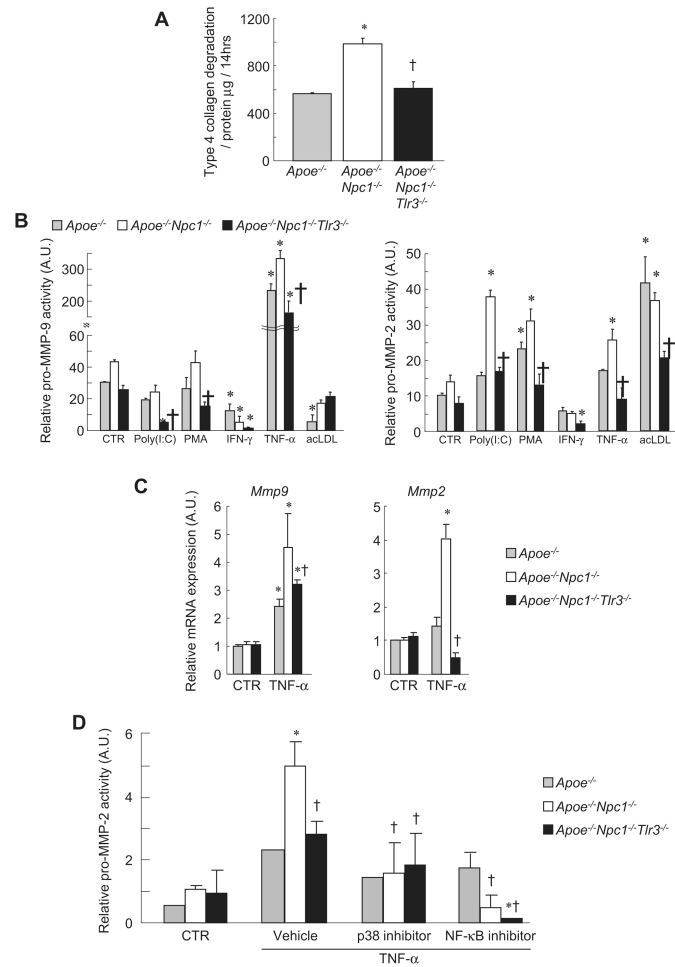 A
Type 4 collagen degradation
/ protein μg / 14hrs
1200
900
600
300
0
*
†
Apoe-/-
Apoe-/-
Npc1-/-
Apoe-/-
Npc1-/-
Tlr3-/-
B
Apoe-/- Apoe-/-Npc1-/- Apoe-/-Npc1-/-Tlr3-/-
Relative pro-MMP-9 activity (A.U.)
300
200
60
40
20
0
* * * †
* †
†
* * *
*
CTR Poly(I:C) PMA IFN-γ TNF-α acLDL
Relative pro-MMP-2 activity (A.U.)
50
40
30
20
10
0
* †
* * †
*
* †
* * †
CTR Poly(I:C) PMA IFN-γ TNF-α acLDL
C
Mmp9
Relative mRNA expression (A.U.)
6
5
4
3
2
1
0
* * *†
CTR TNF-α
Mmp2
5
4
3
2
1
0
* †
CTR TNF-α
Apoe-/-
Apoe-/-Npc1-/-
Apoe-/-Npc1-/-Tlr3-/-
D
Relative pro-MMP-2 activity (A.U.)
6
4
2
0
* †
† †
† *†
CTR Vehicle p38 inhibitor NF-κB inhibitor
TNF-α
Apoe-/-
Apoe-/-Npc1-/-
Apoe-/-Npc1-/-Tlr3-/-